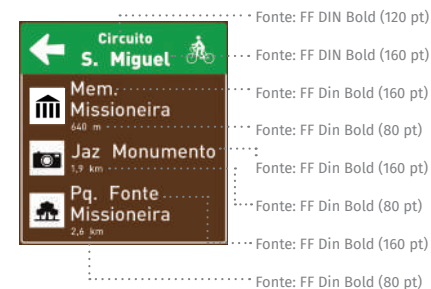 Circuito
S. Miguel
Mem.
Missioneira
640 m
Jaz Monumento
1,9 km
Pq. Fonte
Missioneira
2,6 km
Fonte: FF DIN Bold (120 pt)
Fonte: FF DIN Bold (160 pt)
Fonte: FF Din Bold (160 pt)
Fonte: FF Din Bold (80 pt)
Fonte: FF Din Bold (160 pt)
Fonte: FF Din Bold (80 pt)
Fonte: FF Din Bold (160 pt)
Fonte: FF Din Bold (80 pt)